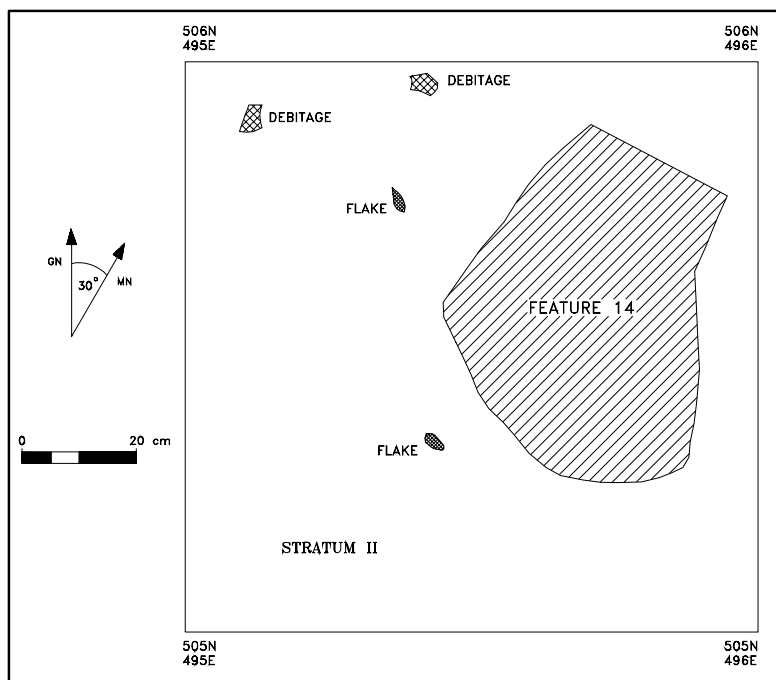 506N
495E
506N
496E
DEBITAGE
DEBITAGE
FLAKE
GN
30°
MN
FEATURE 14
0 20 cm
FLAKE
STRATUM II
505N
495E
505N
496E